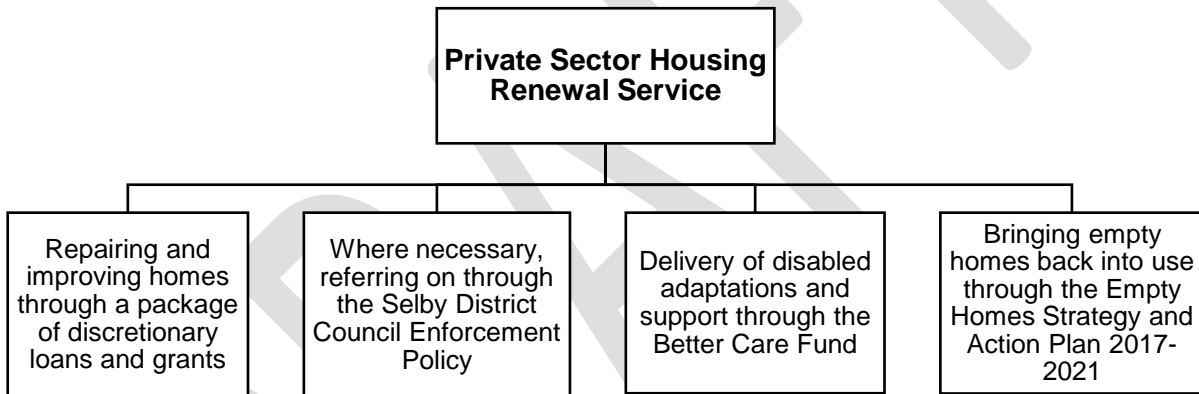 Private Sector Housing
Renewal Service
Repairing and
improving homes
through a package
of discretionary
loans and grants
Where necessary,
referring on through
the Selby District
Council Enforcement
Policy
Delivery of disabled
adaptations and
support through the
Better Care Fund
Bringing empty
homes back into use
through the Empty
Homes Strategy and
Action Plan 2017-
2021